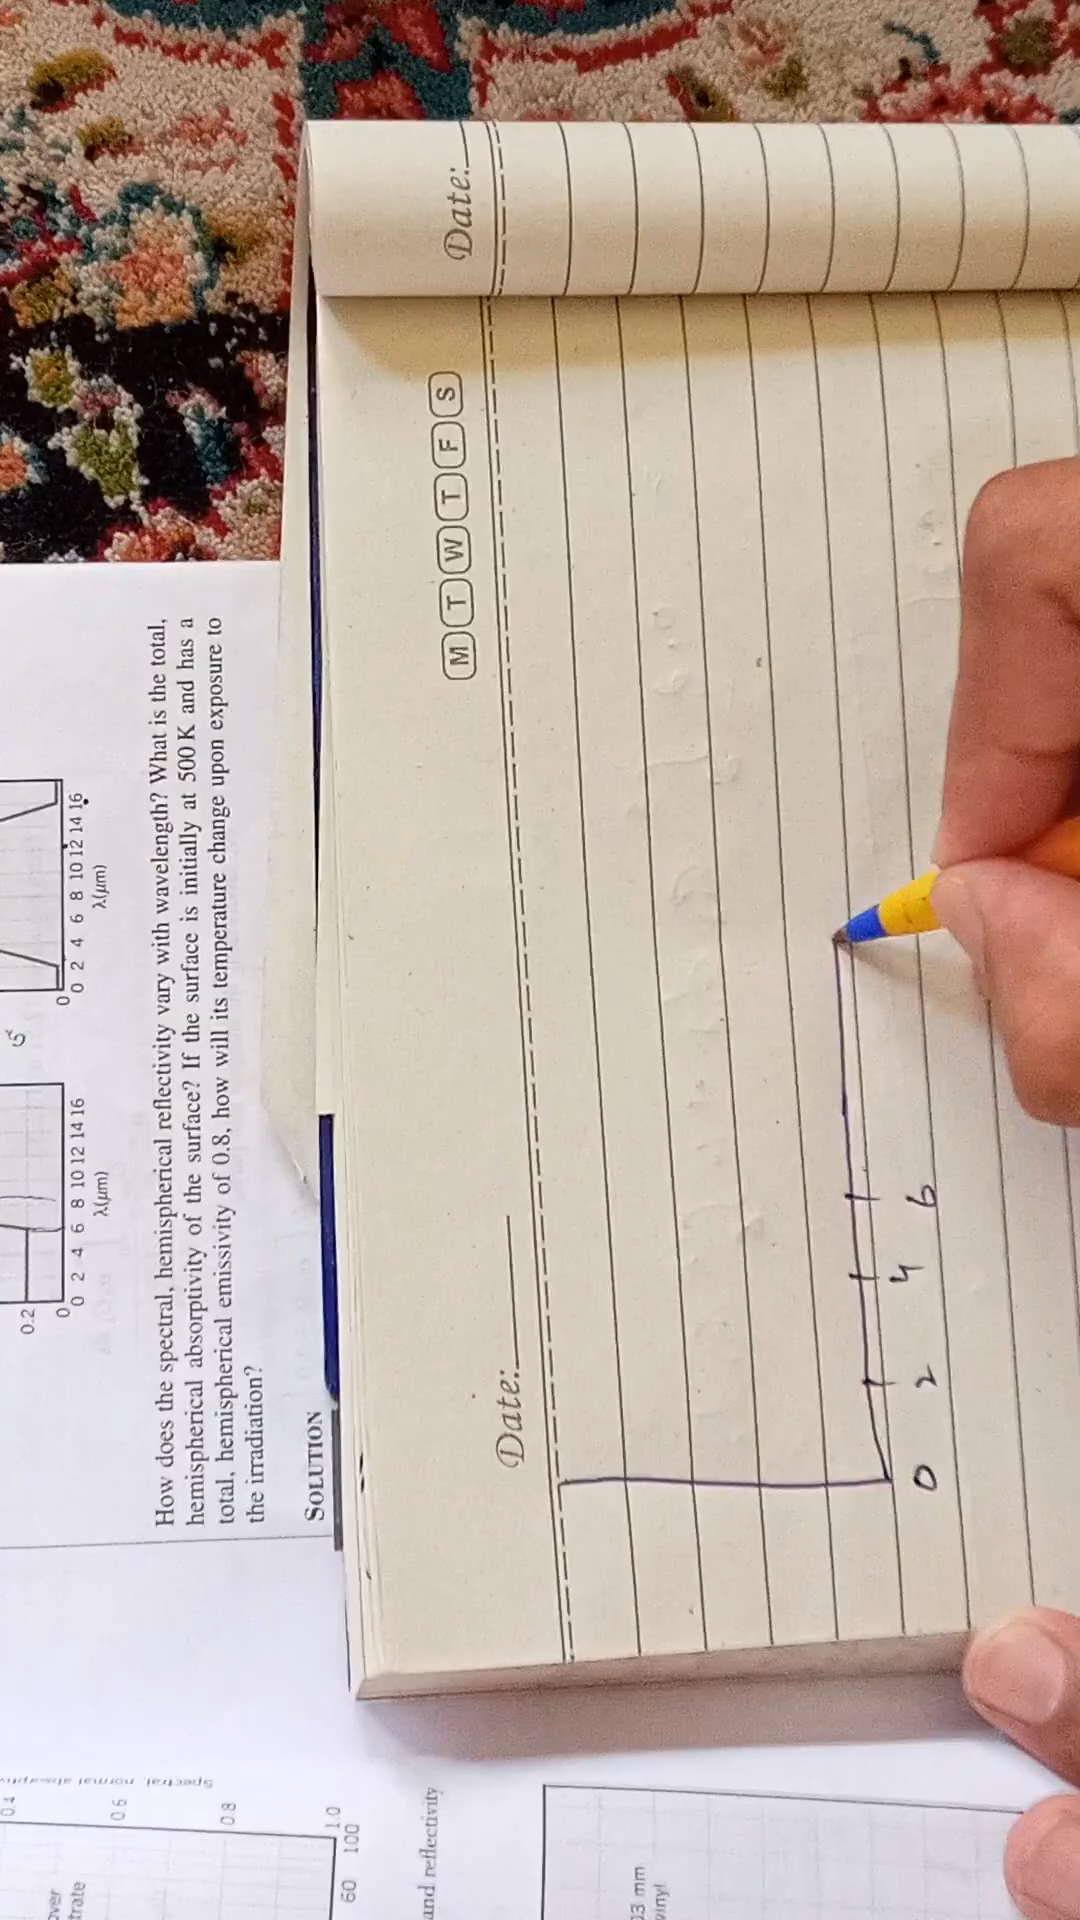 0.2
0
0 2 4 6 8 10 12 14 16
λ(μm)
0
0 2 4 6 8 10 12 14 16
λ(μm)
How does the spectral, hemispherical reflectivity vary with wavelength? What is the total,
hemispherical absorptivity of the surface? If the surface is initially at 500 K and has a
total, hemispherical emissivity of 0.8, how will its temperature change upon exposure to
the irradiation?
SOLUTION
Date:
M T W T F S
Date:
0 2 4 6
0.4
0.6
0.8
1.0
60 100
and reflectivity